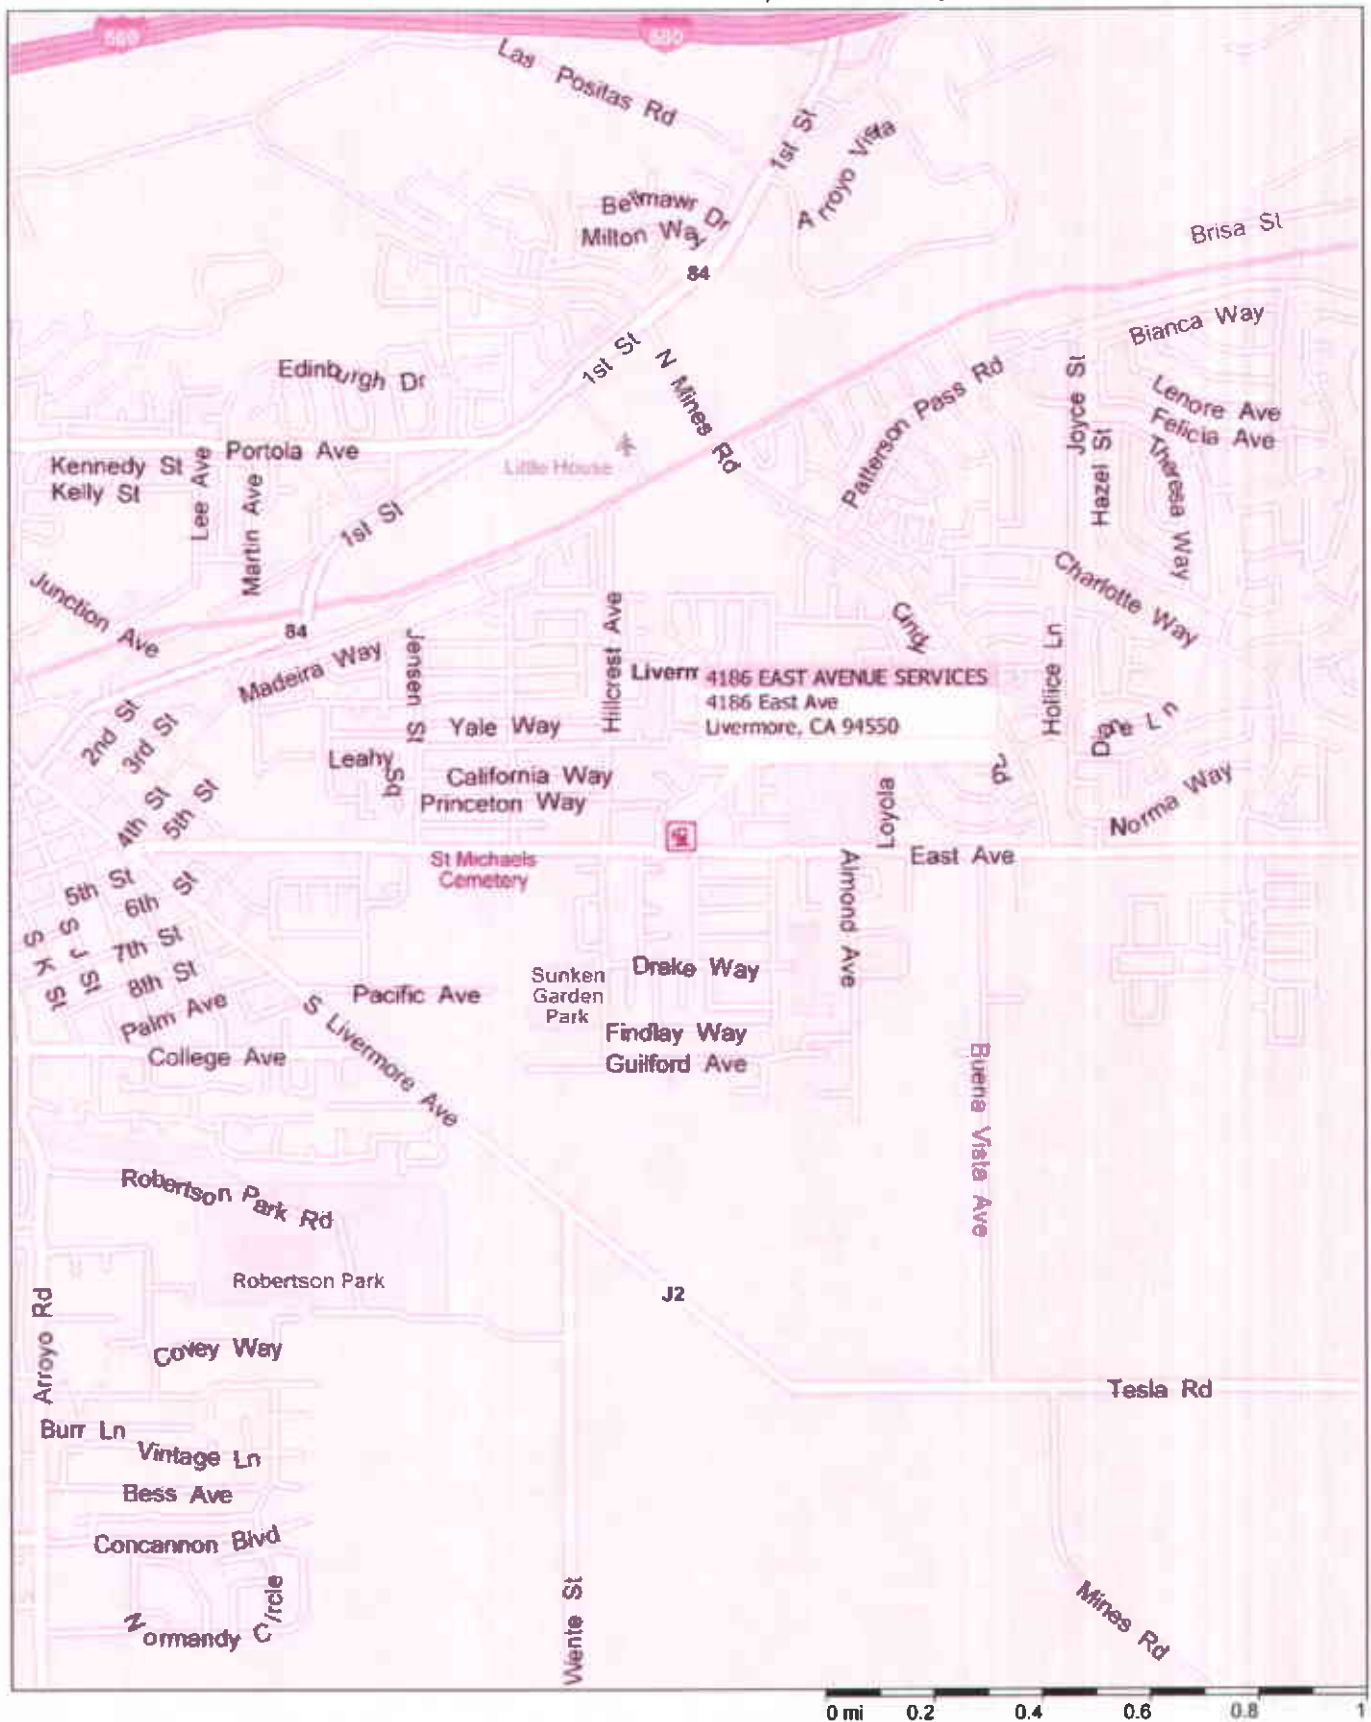 580
580
Las Positas Rd
1st St
Arroyo Vista
Bellmawr Dr
Milton Way
84
Brisa St
Bianca Way
1st St
N Mines Rd
Edinburgh Dr
Patterson Pass Rd
Joyce St
Lenore Ave
Felicia Ave
Hazel St
Theresa Way
Portola Ave
Kennedy St
Kelly St
Lee Ave
Martin Ave
Little House
1st St
Junction Ave
84
Charlotte Way
Cindy
Hillcrest Ave
Jensen St
Madeira Way
Hollice Ln
Liverm
4186 EAST AVENUE SERVICES
4186 East Ave
Livermore, CA 94550
2nd St
3rd St
Yale Way
Dane Ln
Leahy Sq
California Way
Princeton Way
PL
Loyola
Norma Way
4th St
5th St
St Michaels
Cemetery
East Ave
Almond Ave
5th St
6th St
S J St
S K St
7th St
8th St
Palm Ave
Pacific Ave
Sunken
Garden
Park
Drake Way
Findlay Way
Guilford Ave
S Livermore Ave
College Ave
Buena Vista Ave
Robertson Park Rd
Robertson Park
J2
Arroyo Rd
Covey Way
Tesla Rd
Burr Ln
Vintage Ln
Bess Ave
Concannon Blvd
Normandy Circle
Wente St
Mines Rd
0 mi 0.2 0.4 0.6 0.8 1